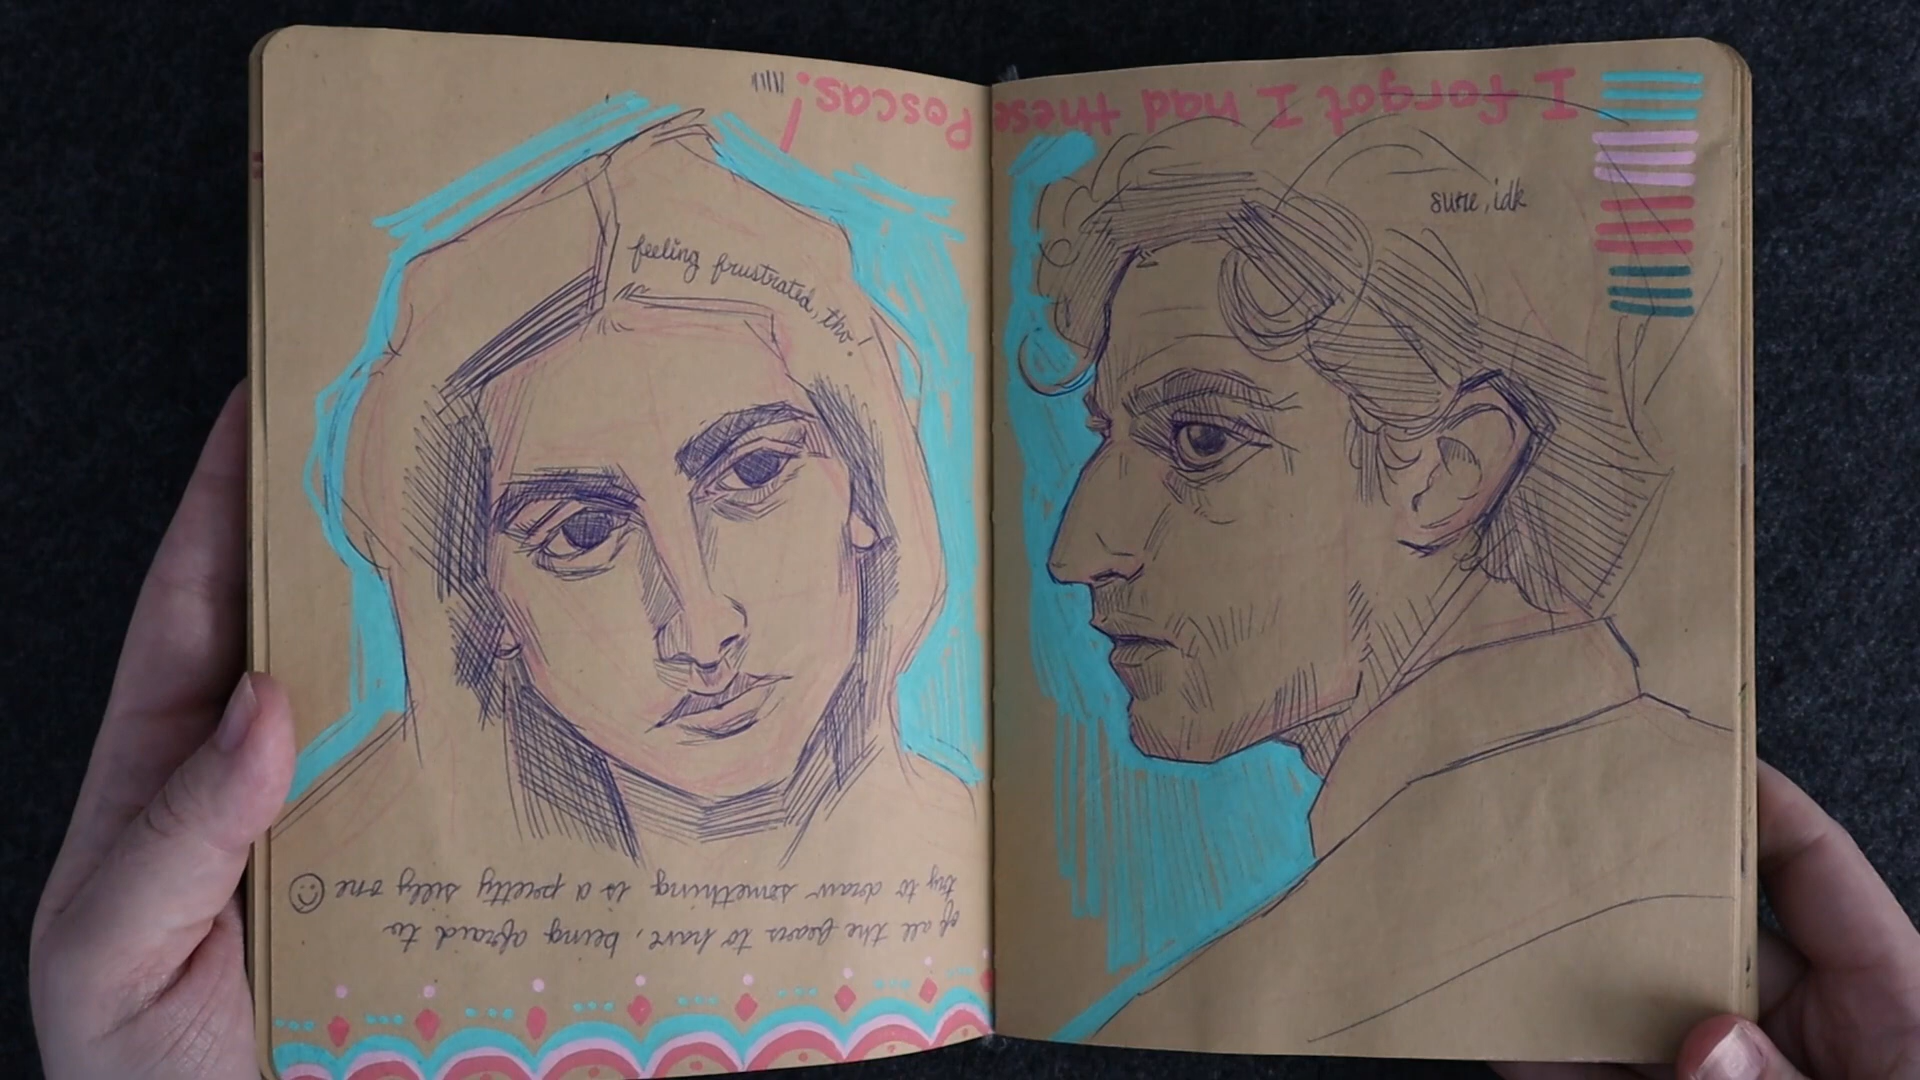 I forgot I had these Poscas!
sure, idk
feeling frustrated, tho!
of all the fears to have, being afraid to
try to draw something is a pretty silly one